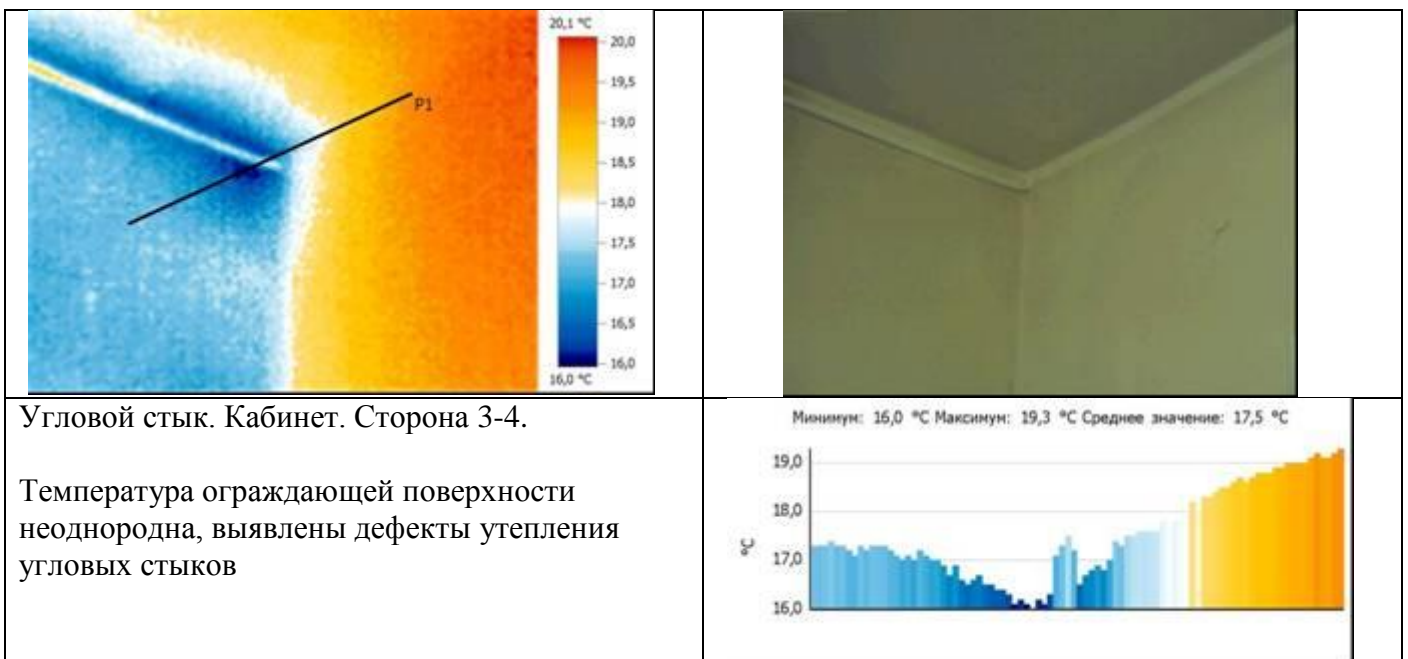 20,1 °C
20,0
19,5
19,0
18,5
18,0
17,5
17,0
16,5
16,0
16,0 °C
P1
Угловой стык. Кабинет. Сторона 3-4.
Температура ограждающей поверхности
неоднородна, выявлены дефекты утепления
угловых стыков
Минимум: 16,0 °C Максимум: 19,3 °C Среднее значение: 17,5 °C
19,0
18,0
17,0
16,0
°C